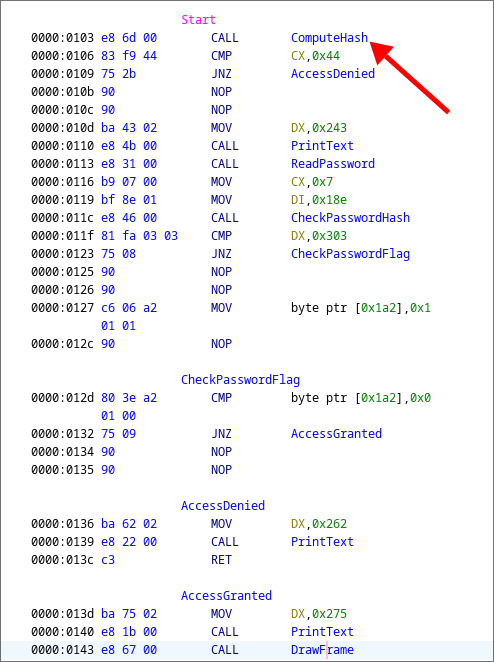 Start
0000:0103 e8 6d 00 CALL ComputeHash
0000:0106 83 f9 44 CMP CX,0x44
0000:0109 75 2b JNZ AccessDenied
0000:010b 90 NOP
0000:010c 90 NOP
0000:010d ba 43 02 MOV DX,0x243
0000:0110 e8 4b 00 CALL PrintText
0000:0113 e8 31 00 CALL ReadPassword
0000:0116 b9 07 00 MOV CX,0x7
0000:0119 bf 8e 01 MOV DI,0x18e
0000:011c e8 46 00 CALL CheckPasswordHash
0000:011f 81 fa 03 03 CMP DX,0x303
0000:0123 75 08 JNZ CheckPasswordFlag
0000:0125 90 NOP
0000:0126 90 NOP
0000:0127 c6 06 a2 MOV byte ptr [0x1a2],0x1
01 01
0000:012c 90 NOP
CheckPasswordFlag
0000:012d 80 3e a2 CMP byte ptr [0x1a2],0x0
01 00
0000:0132 75 09 JNZ AccessGranted
0000:0134 90 NOP
0000:0135 90 NOP
AccessDenied
0000:0136 ba 62 02 MOV DX,0x262
0000:0139 e8 22 00 CALL PrintText
0000:013c c3 RET
AccessGranted
0000:013d ba 75 02 MOV DX,0x275
0000:0140 e8 1b 00 CALL PrintText
0000:0143 e8 67 00 CALL DrawFrame